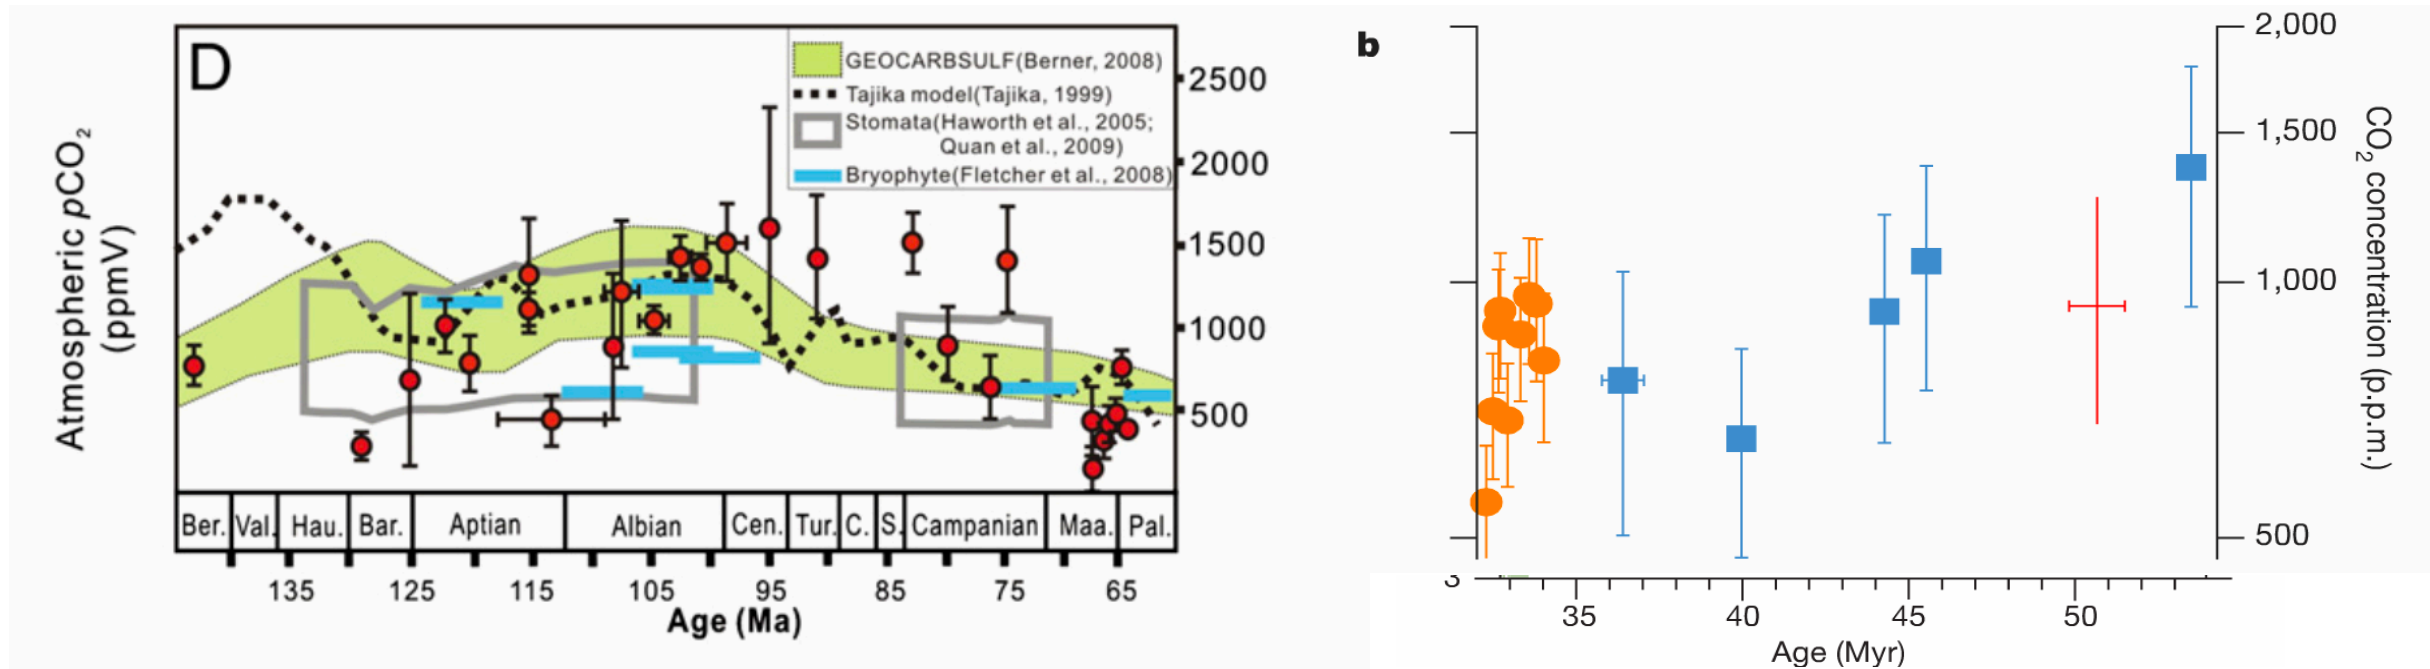 D
GEOCARBSULF(Berner, 2008)
Tajika model(Tajika, 1999)
Stomata(Haworth et al., 2005;
Quan et al., 2009)
Bryophyte(Fletcher et al., 2008)
Atmospheric pCO2
(ppmV)
2500
2000
1500
1000
500
Ber. Val. Hau. Bar. Aptian Albian Cen. Tur. C. S. Campanian Maa. Pal.
135 125 115 105 95 85 75 65
Age (Ma)
b
2,000
1,500
1,000
500
CO2 concentration (p.p.m.)
35 40 45 50
Age (Myr)